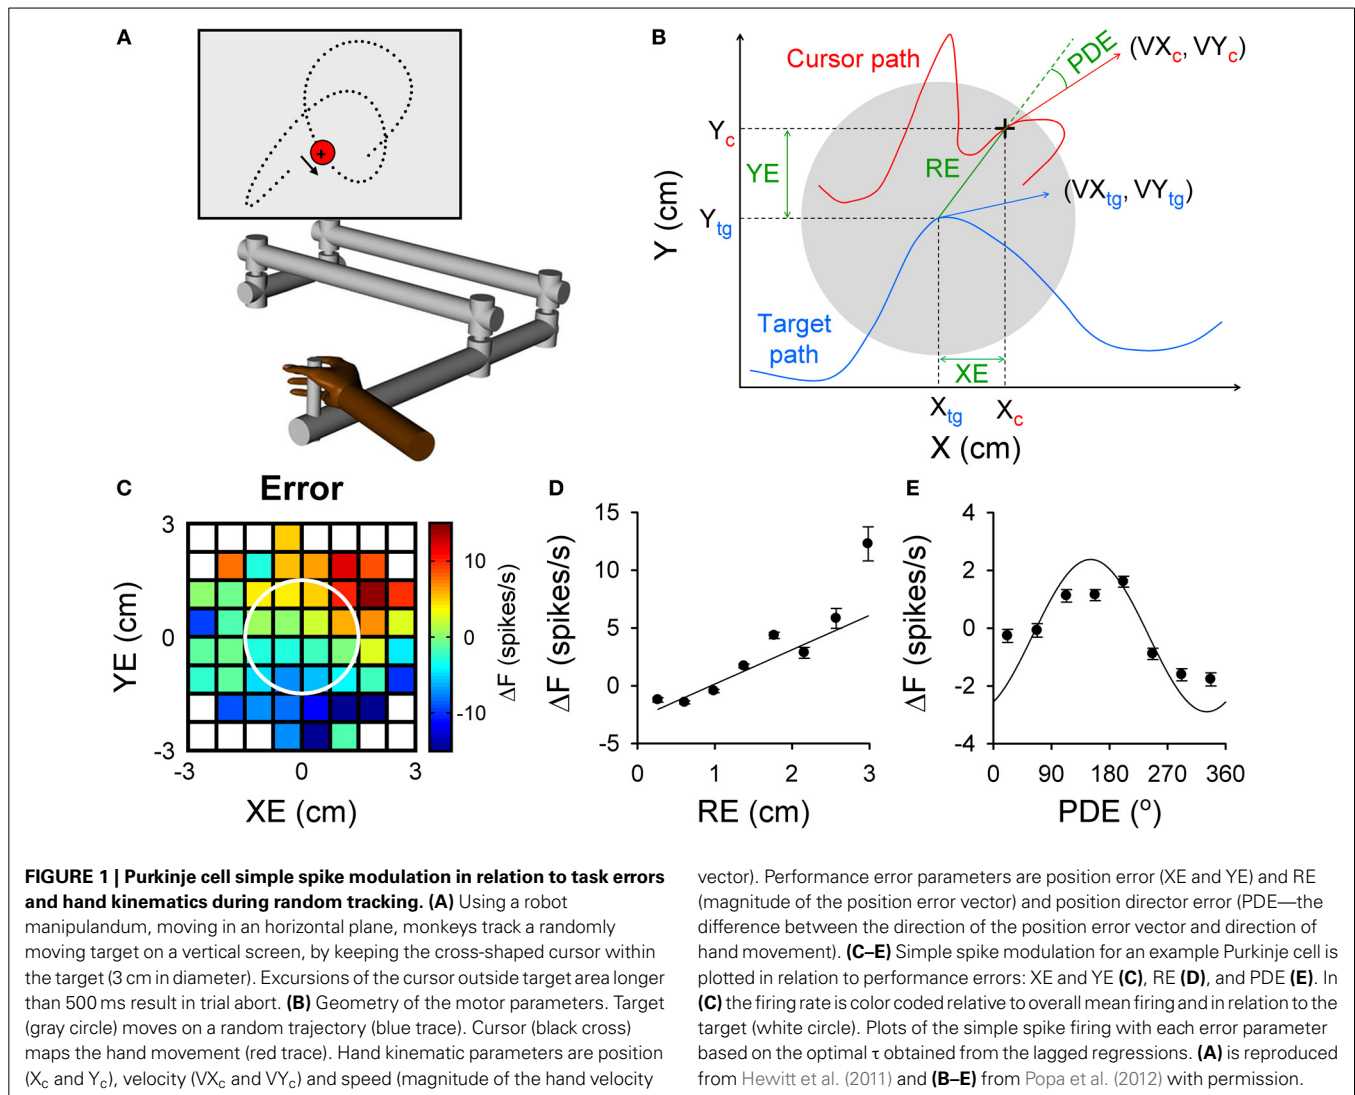 A
B
Cursor path
PDE
(VXc, VYc)
Yc
YE
RE
(VXtg, VYtg)
Ytg
Y (cm)
Target
path
XE
Xtg
Xc
X (cm)
C
Error
3
0
-3
YE (cm)
-3
0
3
XE (cm)
10
0
-10
ΔF (spikes/s)
D
15
10
5
0
-5
ΔF (spikes/s)
0
1
2
3
RE (cm)
E
4
2
0
-2
-4
ΔF (spikes/s)
0
90
180
270
360
PDE (°)
FIGURE 1 | Purkinje cell simple spike modulation in relation to task errors
and hand kinematics during random tracking. (A) Using a robot
manipulandum, moving in an horizontal plane, monkeys track a randomly
moving target on a vertical screen, by keeping the cross-shaped cursor within
the target (3 cm in diameter). Excursions of the cursor outside target area longer
than 500 ms result in trial abort. (B) Geometry of the motor parameters. Target
(gray circle) moves on a random trajectory (blue trace). Cursor (black cross)
maps the hand movement (red trace). Hand kinematic parameters are position
(Xc and Yc), velocity (VXc and VYc) and speed (magnitude of the hand velocity
vector). Performance error parameters are position error (XE and YE) and RE
(magnitude of the position error vector) and position director error (PDE—the
difference between the direction of the position error vector and direction of
hand movement). (C–E) Simple spike modulation for an example Purkinje cell is
plotted in relation to performance errors: XE and YE (C), RE (D), and PDE (E). In
(C) the firing rate is color coded relative to overall mean firing and in relation to the
target (white circle). Plots of the simple spike firing with each error parameter
based on the optimal τ obtained from the lagged regressions. (A) is reproduced
from Hewitt et al. (2011) and (B–E) from Popa et al. (2012) with permission.